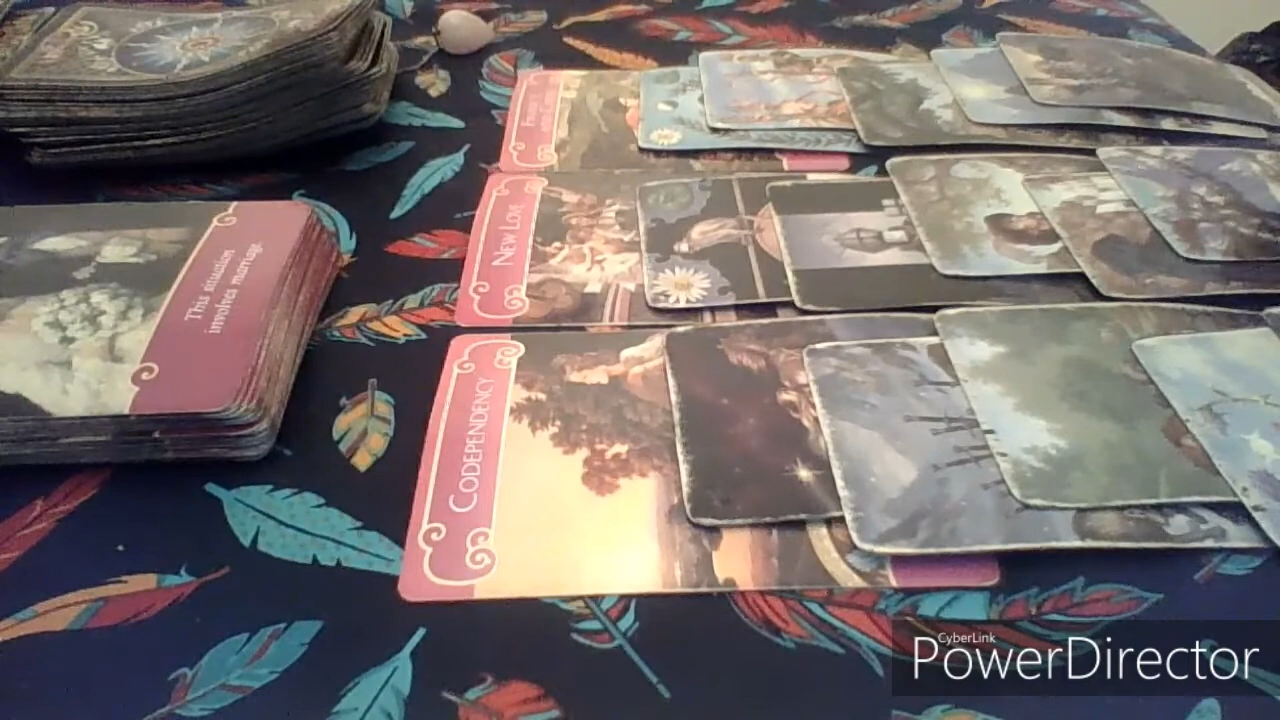 NEW LOVE
This situation
involves marriage.
CODEPENDENCY
CyberLink
PowerDirector